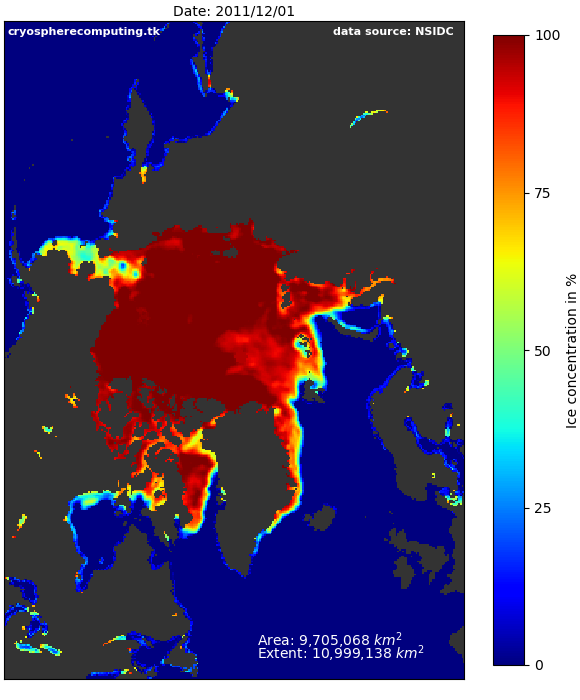 Date: 2011/12/01
cryospherecomputing.tk
data source: NSIDC
100
75
50
25
0
Ice concentration in %
Area: 9,705,068 km²
Extent: 10,999,138 km²